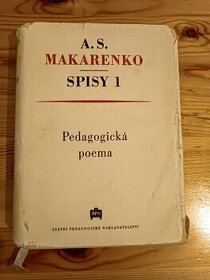 A. S.
MAKARENKO
SPISY 1
Pedagogická
poema
STÁTNÍ PEDAGOGICKÉ NAKLADATELSTVÍ